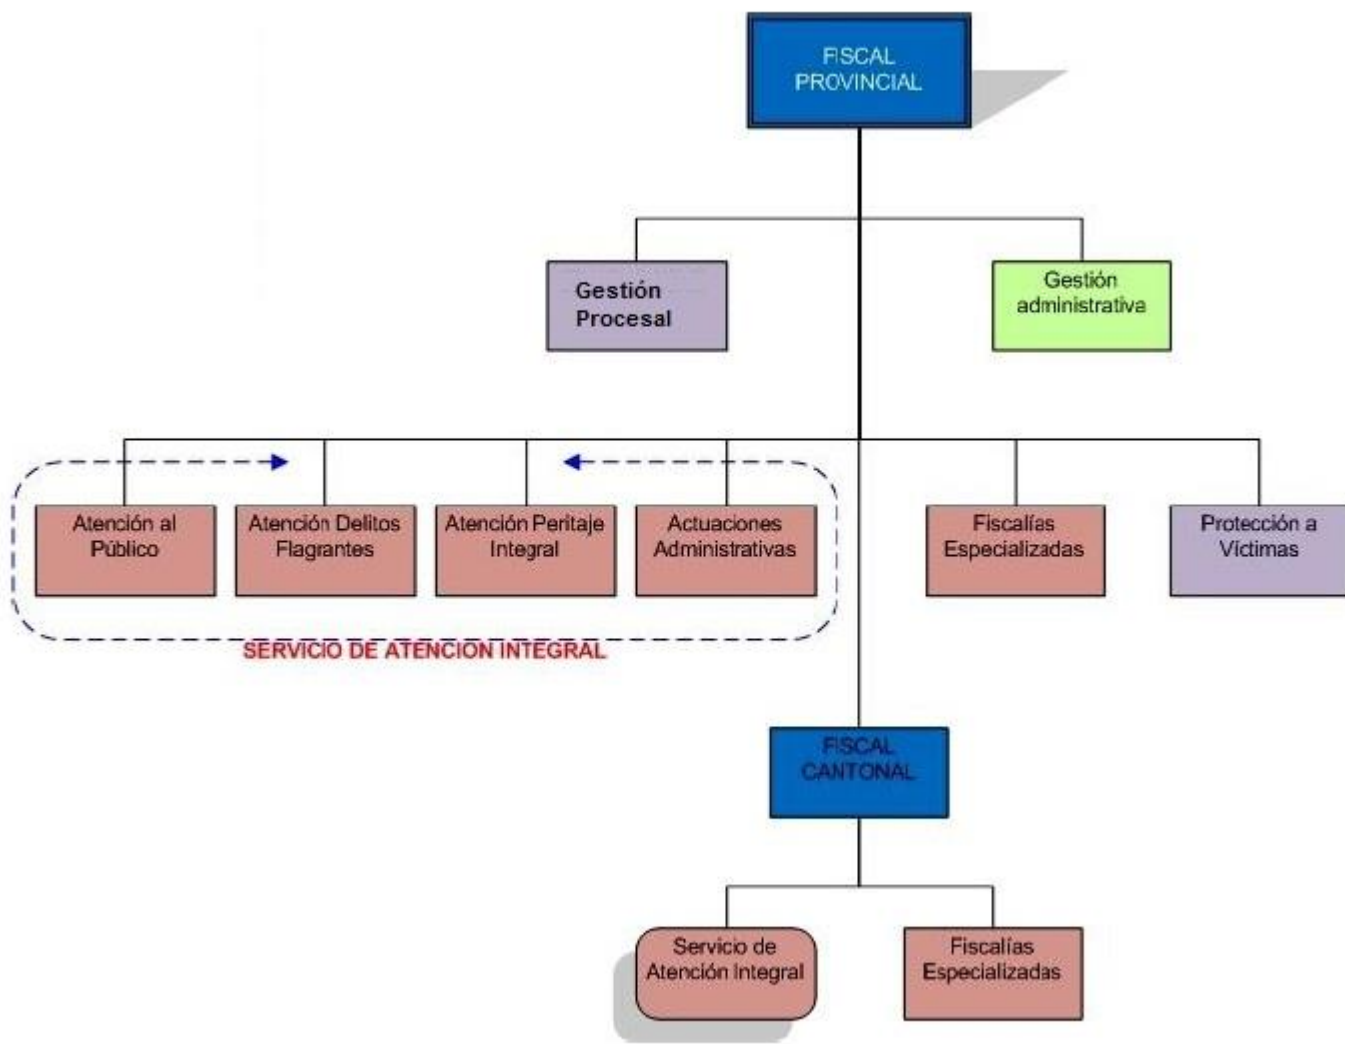 FISCAL
PROVINCIAL
Gestión
Procesal
Gestión
administrativa
Atención al
Público
Atención Delitos
Flagrantes
Atención Peritaje
Integral
Actuaciones
Administrativas
Fiscalías
Especializadas
Protección a
Víctimas
SERVICIO DE ATENCION INTEGRAL
FISCAL
CANTONAL
Servicio de
Atención Integral
Fiscalías
Especializadas